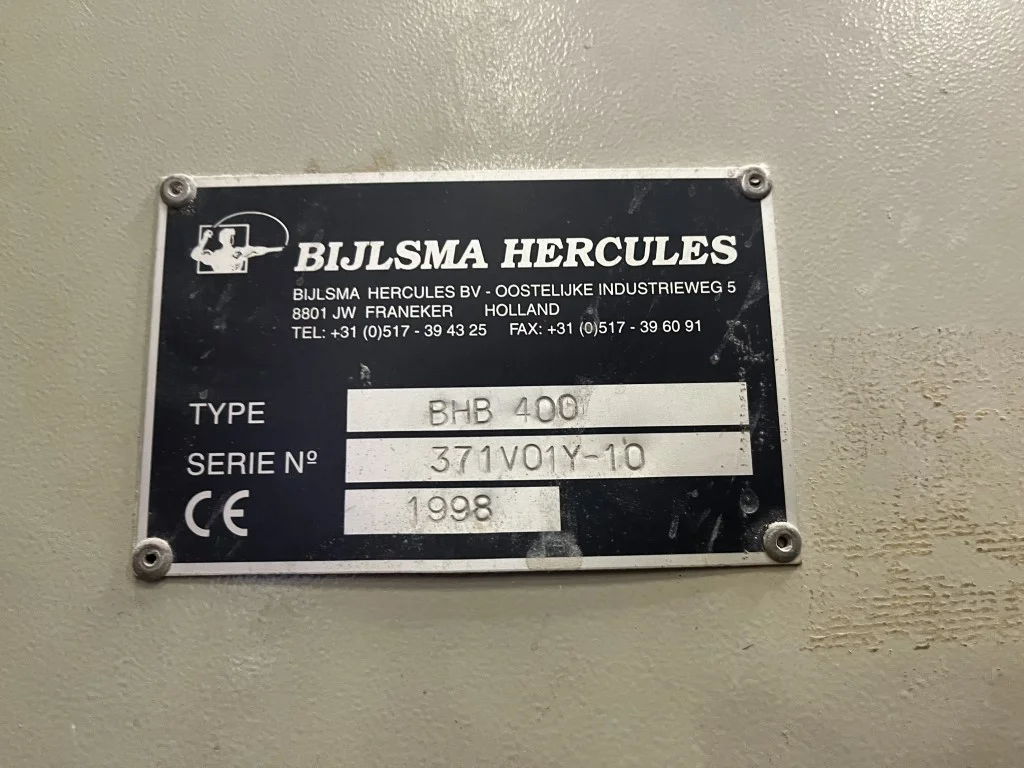 BIJLSMA HERCULES
BIJLSMA HERCULES BV - OOSTELIJKE INDUSTRIEWEG 5
8801 JW FRANEKER HOLLAND
TEL: +31 (0)517 - 39 43 25 FAX: +31 (0)517 - 39 60 91
TYPE BHB 400
SERIE Nº 371V01Y-10
CE 1998